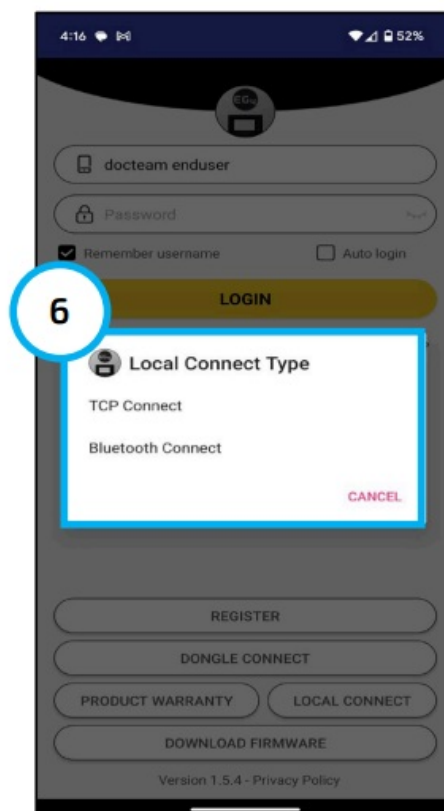 4:16 52%
EG4
docteam enduser
Password
Remember username Auto login
LOGIN
6
Local Connect Type
TCP Connect
Bluetooth Connect
CANCEL
REGISTER
DONGLE CONNECT
PRODUCT WARRANTY LOCAL CONNECT
DOWNLOAD FIRMWARE
Version 1.5.4 - Privacy Policy